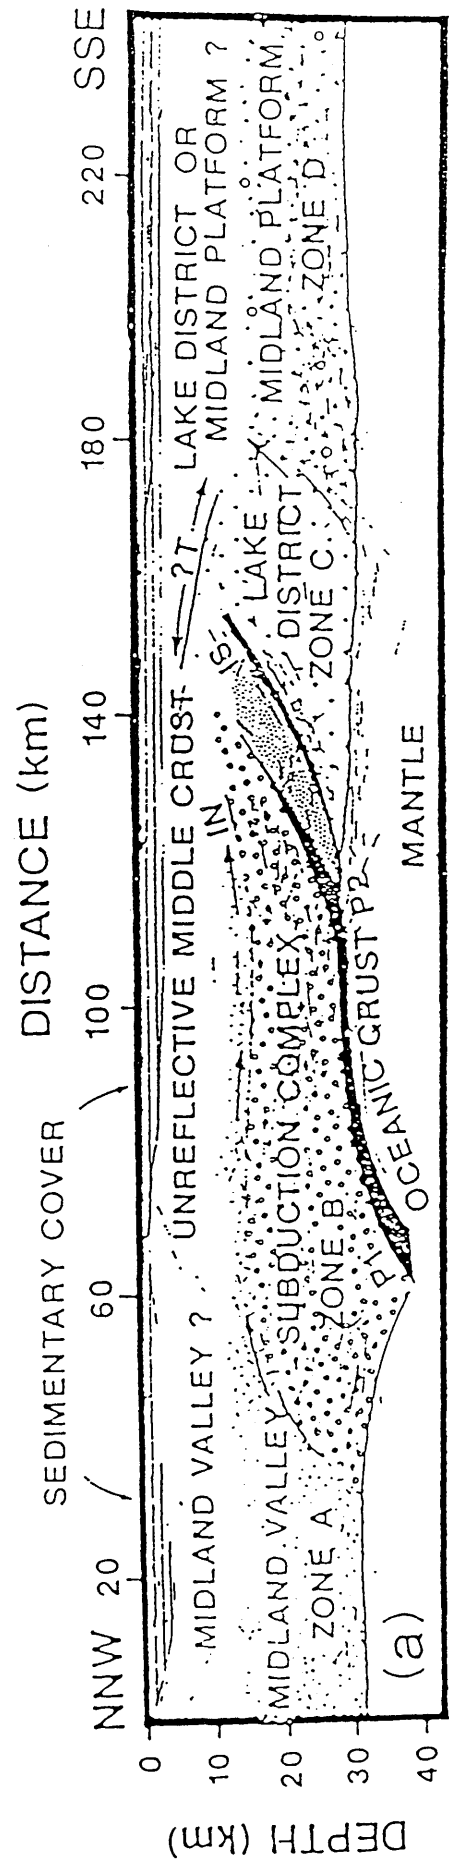 DISTANCE (km)
NNW
20
60
100
140
180
220
SSE
SEDIMENTARY COVER
DEPTH (km)
0
10
20
30
40
MIDLAND VALLEY ?
UNREFLECTIVE MIDDLE CRUST
?T
LAKE DISTRICT OR
MIDLAND PLATFORM ?
IN
IS
MIDLAND VALLEY
ZONE A
SUBDUCTION COMPLEX
ZONE B
LAKE
DISTRICT
ZONE C
MIDLAND PLATFORM
ZONE D
P1
OCEANIC CRUST P2
MANTLE
(a)